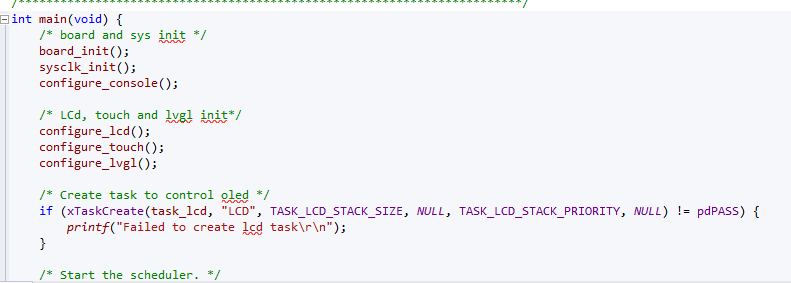 /*************************************************************************/
int main(void) {
/* board and sys init */
board_init();
sysclk_init();
configure_console();
/* LCd, touch and lvgl init*/
configure_lcd();
configure_touch();
configure_lvgl();
/* Create task to control oled */
if (xTaskCreate(task_lcd, "LCD", TASK_LCD_STACK_SIZE, NULL, TASK_LCD_STACK_PRIORITY, NULL) != pdPASS) {
printf("Failed to create lcd task\r\n");
}
/* Start the scheduler. */